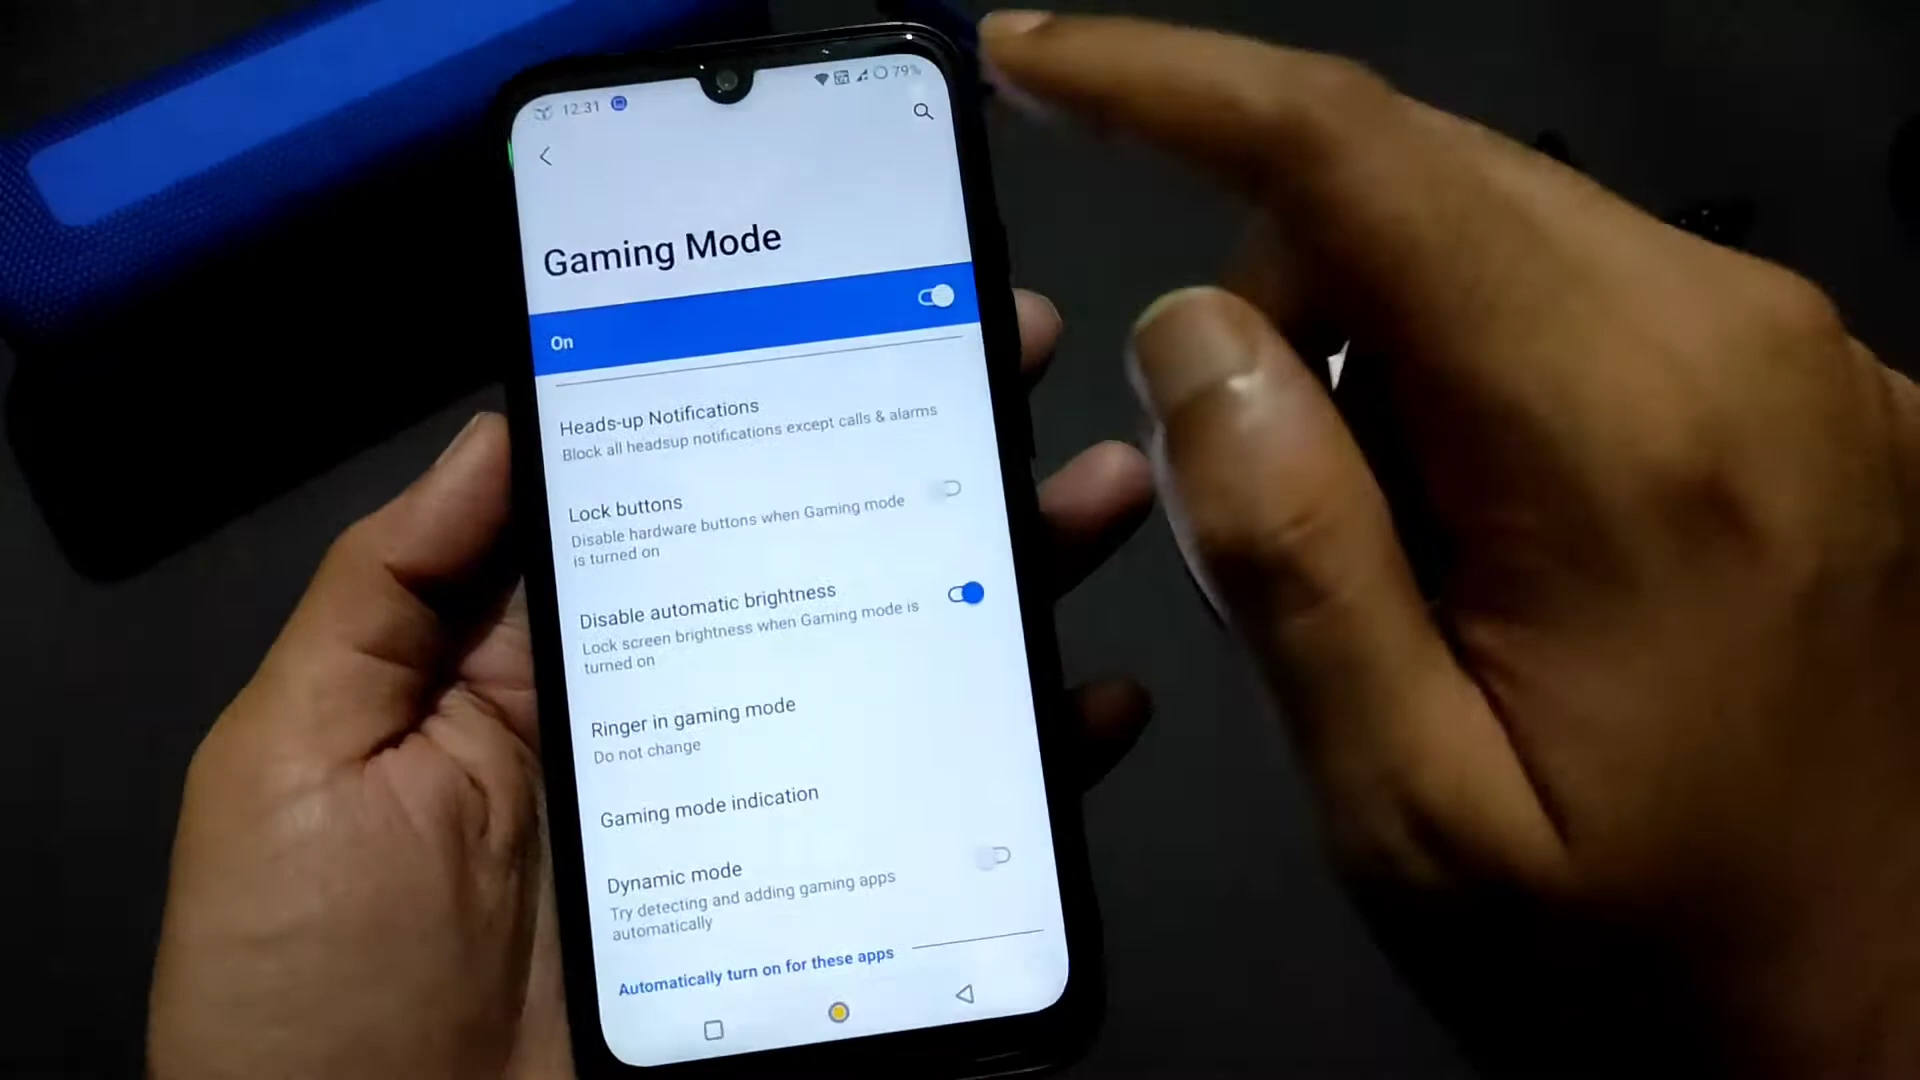 12.31
79%
Gaming Mode
On
Heads-up Notifications
Block all headsup notifications except calls & alarms
Lock buttons
Disable hardware buttons when Gaming mode
is turned on
Disable automatic brightness
Lock screen brightness when Gaming mode is
turned on
Ringer in gaming mode
Do not change
Gaming mode indication
Dynamic mode
Try detecting and adding gaming apps
automatically
Automatically turn on for these apps